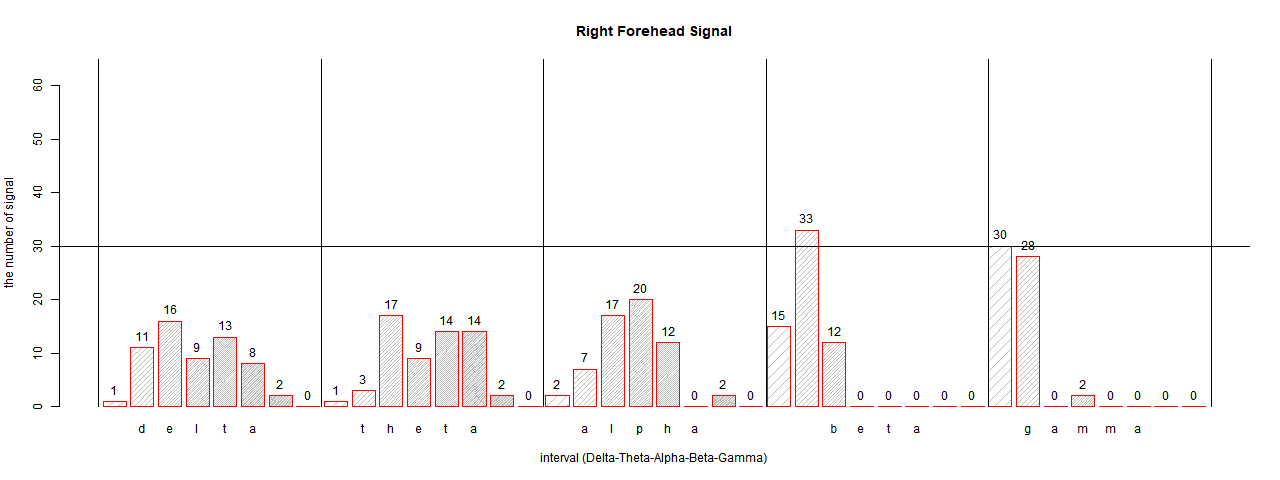 Right Forehead Signal
the number of signal
60
50
40
30
20
10
0
1 11 16 9 13 8 2 0
1 3 17 9 14 14 2 0
2 7 17 20 12 0 2 0
15 33 12 0 0 0 0 0
30 28 0 2 0 0 0 0
d e l t a t h e t a a l p h a b e t a g a m m a
interval (Delta-Theta-Alpha-Beta-Gamma)